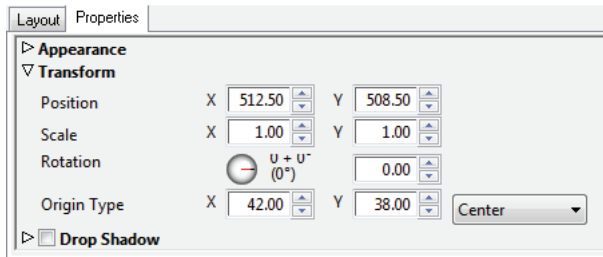 Layout Properties
Appearance
Transform
Position X 512.50 Y 508.50
Scale X 1.00 Y 1.00
Rotation 0 + 0° 0.00
(0°)
Origin Type X 42.00 Y 38.00 Center
Drop Shadow